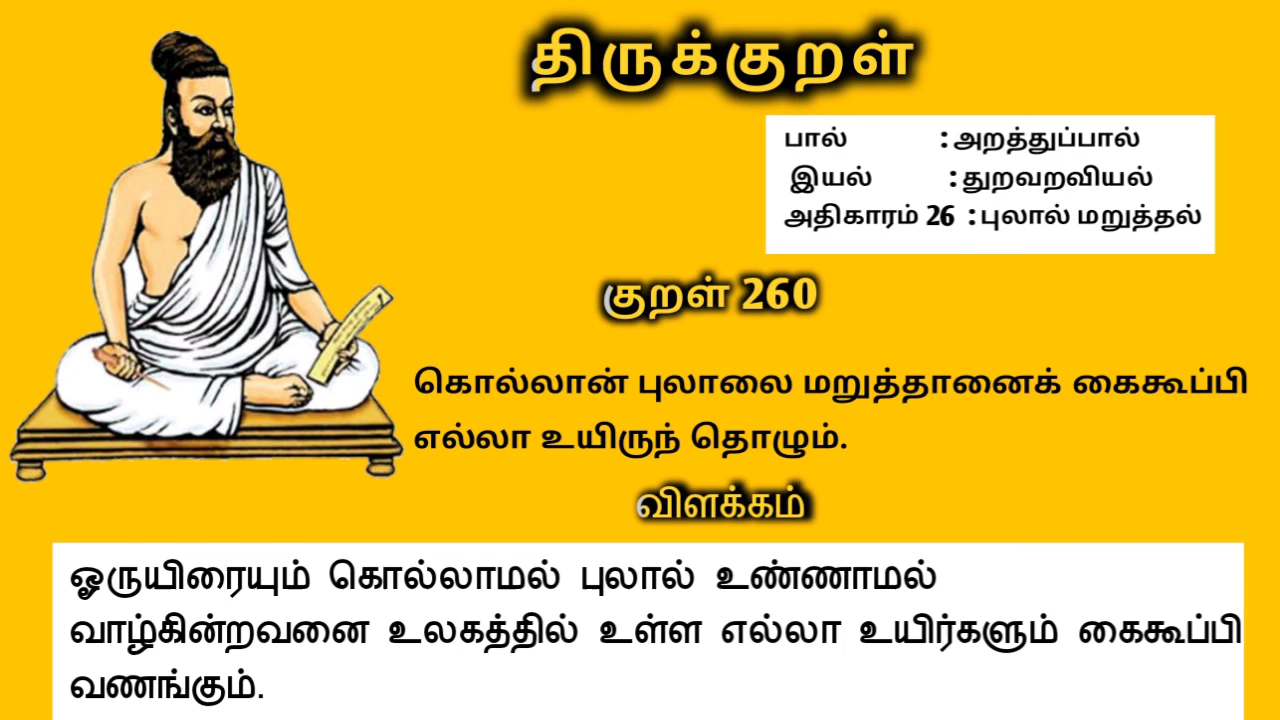 திருக்குறள்
பால் : அறத்துப்பால்
இயல் : துறவறவியல்
அதிகாரம் 26 : புலால் மறுத்தல்
குறள் 260
கொல்லான் புலாலை மறுத்தானைக் கைகூப்பி
எல்லா உயிருந் தொழும்.
விளக்கம்
ஓருயிரையும் கொல்லாமல் புலால் உண்ணாமல்
வாழ்கின்றவனை உலகத்தில் உள்ள எல்லா உயிர்களும் கைகூப்பி
வணங்கும்.